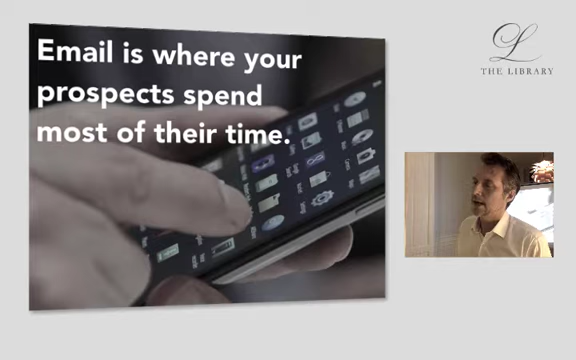 Email is where your
prospects spend
most of their time.
L
THE LIBRARY